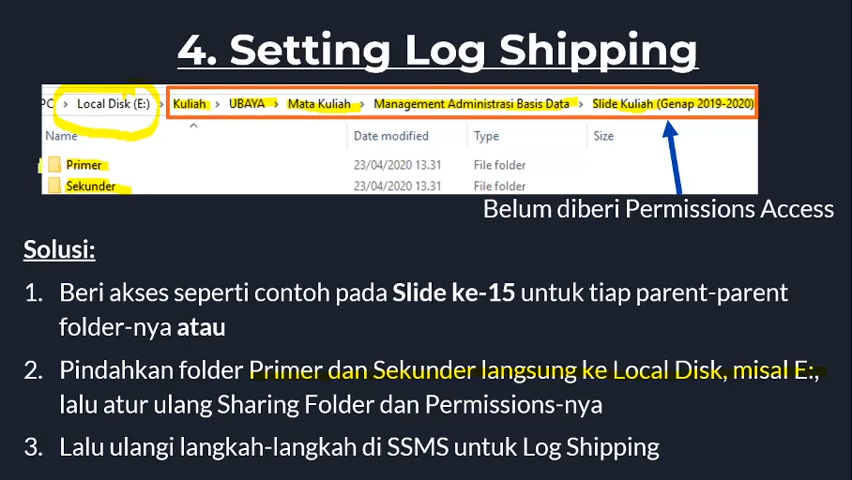 4. Setting Log Shipping
PC > Local Disk (E:) > Kuliah > UBAYA > Mata Kuliah > Management Administrasi Basis Data > Slide Kuliah (Genap 2019-2020)
Name Date modified Type Size
Primer 23/04/2020 13.31 File folder
Sekunder 23/04/2020 13.31 File folder
Belum diberi Permissions Access
Solusi:
1. Beri akses seperti contoh pada Slide ke-15 untuk tiap parent-parent
folder-nya atau
2. Pindahkan folder Primer dan Sekunder langsung ke Local Disk, misal E:,
lalu atur ulang Sharing Folder dan Permissions-nya
3. Lalu ulangi langkah-langkah di SSMS untuk Log Shipping